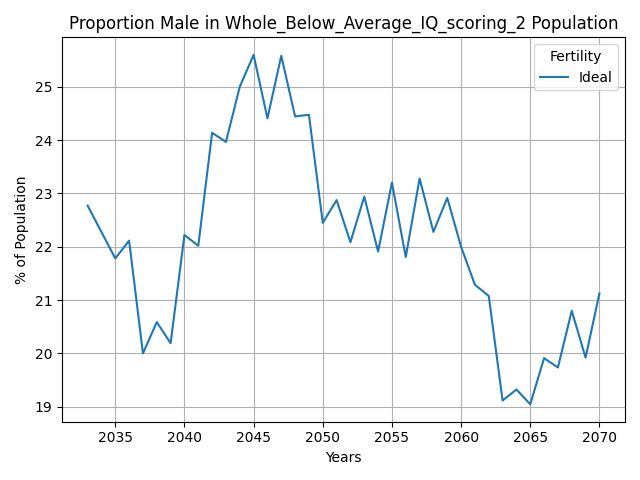 Proportion Male in Whole_Below_Average_IQ_scoring_2 Population
Fertility
Ideal
% of Population
25
24
23
22
21
20
19
2035 2040 2045 2050 2055 2060 2065 2070
Years